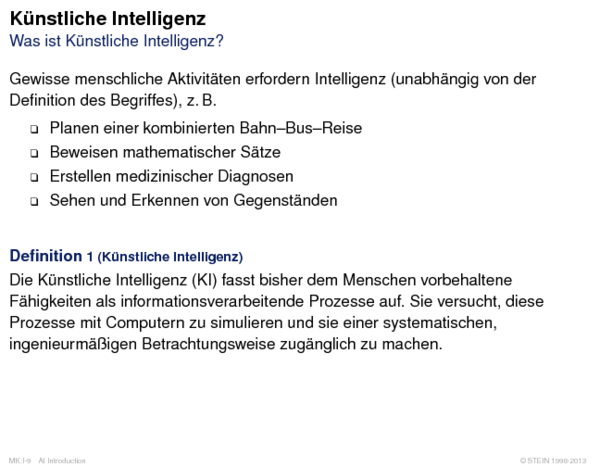 Künstliche Intelligenz
Was ist Künstliche Intelligenz?
Gewisse menschliche Aktivitäten erfordern Intelligenz (unabhängig von der
Definition des Begriffes), z. B.
❑ Planen einer kombinierten Bahn–Bus–Reise
❑ Beweisen mathematischer Sätze
❑ Erstellen medizinischer Diagnosen
❑ Sehen und Erkennen von Gegenständen
Definition 1 (Künstliche Intelligenz)
Die Künstliche Intelligenz (KI) fasst bisher dem Menschen vorbehaltene
Fähigkeiten als informationsverarbeitende Prozesse auf. Sie versucht, diese
Prozesse mit Computern zu simulieren und sie einer systematischen,
ingenieurmäßigen Betrachtungsweise zugänglich zu machen.
MK:I-9 AI Introduction © STEIN 1998-2013